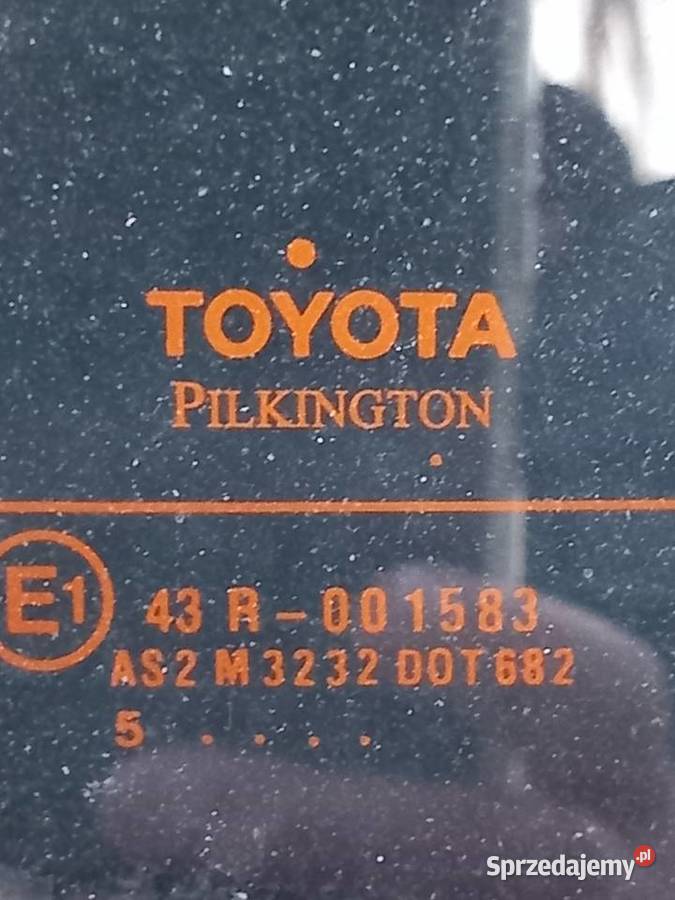 TOYOTA
PILKINGTON
E1 43 R - 001583
AS2 M3232 DOT682
5 . . . .
Sprzedajemy.pl